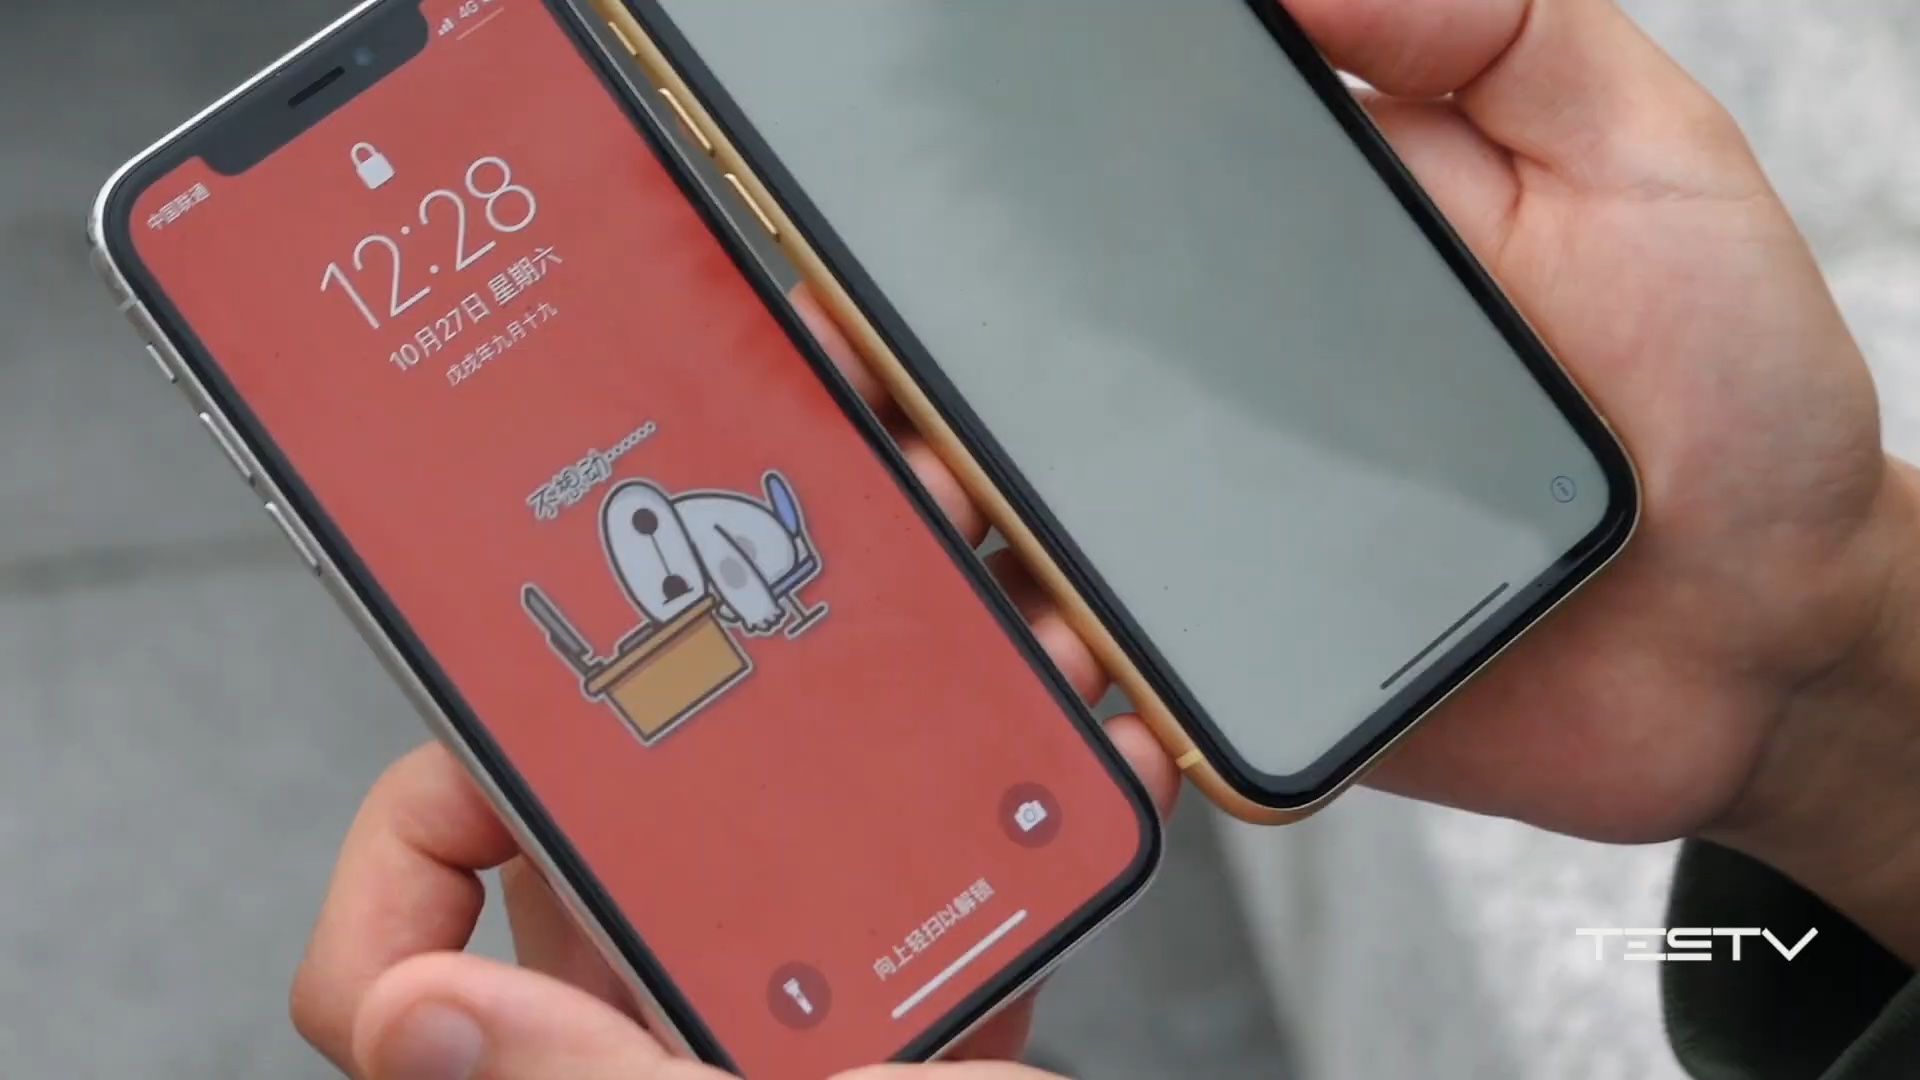 4G
中国联通
12:28
10月27日 星期六
戊戌年九月十九
不想动……
向上轻扫以解锁
TESTV